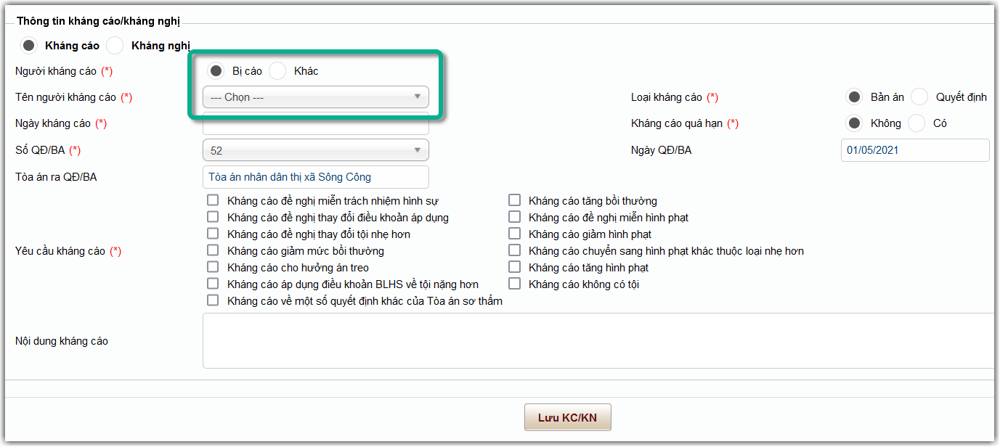 Thông tin kháng cáo/kháng nghị
Kháng cáo Kháng nghị
Người kháng cáo (*) Bị cáo Khác
Tên người kháng cáo (*) --- Chọn --- Loại kháng cáo (*) Bản án Quyết định
Ngày kháng cáo (*) Kháng cáo quá hạn (*) Không Có
Số QĐ/BA (*) 52 Ngày QĐ/BA 01/05/2021
Tòa án ra QĐ/BA Tòa án nhân dân thị xã Sông Công
Kháng cáo đề nghị miễn trách nhiệm hình sự Kháng cáo tăng bồi thường
Kháng cáo đề nghị thay đổi điều khoản áp dụng Kháng cáo đề nghị miễn hình phạt
Kháng cáo đề nghị thay đổi tội nhẹ hơn Kháng cáo giảm hình phạt
Yêu cầu kháng cáo (*) Kháng cáo giảm mức bồi thường Kháng cáo chuyển sang hình phạt khác thuộc loại nhẹ hơn
Kháng cáo cho hưởng án treo Kháng cáo tăng hình phạt
Kháng cáo áp dụng điều khoản BLHS về tội nặng hơn Kháng cáo không có tội
Kháng cáo về một số quyết định khác của Tòa án sơ thẩm
Nội dung kháng cáo
Lưu KC/KN